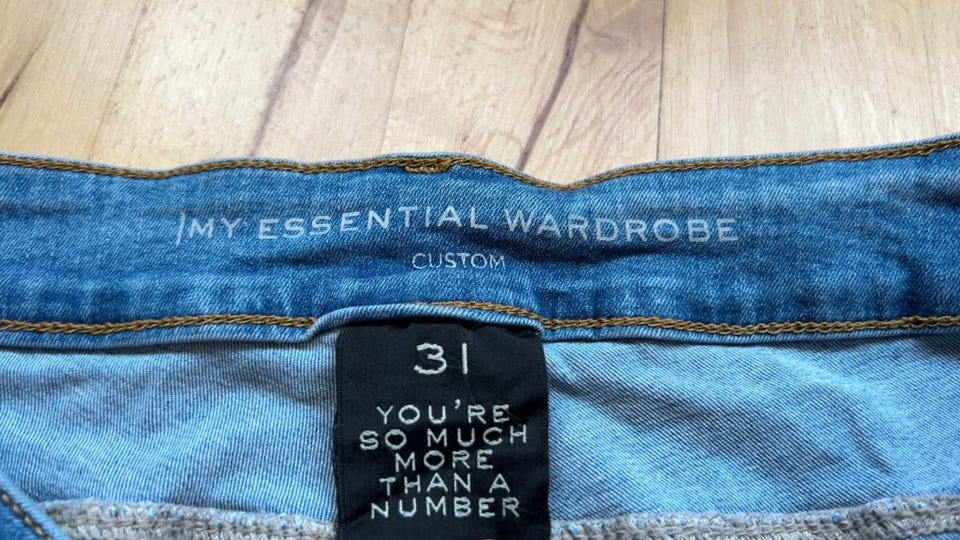 /MY ESSENTIAL WARDROBE
CUSTOM
31
YOU'RE
SO MUCH
MORE
THAN A
NUMBER